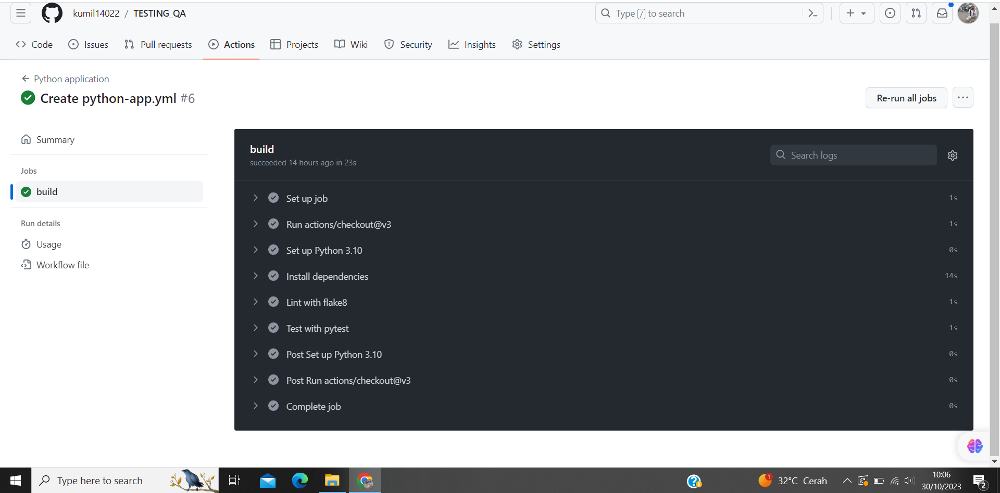 kumil14022 / TESTING_QA
Type / to search
Code Issues Pull requests Actions Projects Wiki Security Insights Settings
Python application
Create python-app.yml #6
Re-run all jobs
Summary
Jobs
build
Run details
Usage
Workflow file
build
succeeded 14 hours ago in 23s
Search logs
Set up job 1s
Run actions/checkout@v3 1s
Set up Python 3.10 0s
Install dependencies 14s
Lint with flake8 1s
Test with pytest 1s
Post Set up Python 3.10 0s
Post Run actions/checkout@v3 0s
Complete job 0s
Type here to search
1
32°C Cerah
10:06
30/10/2023
2